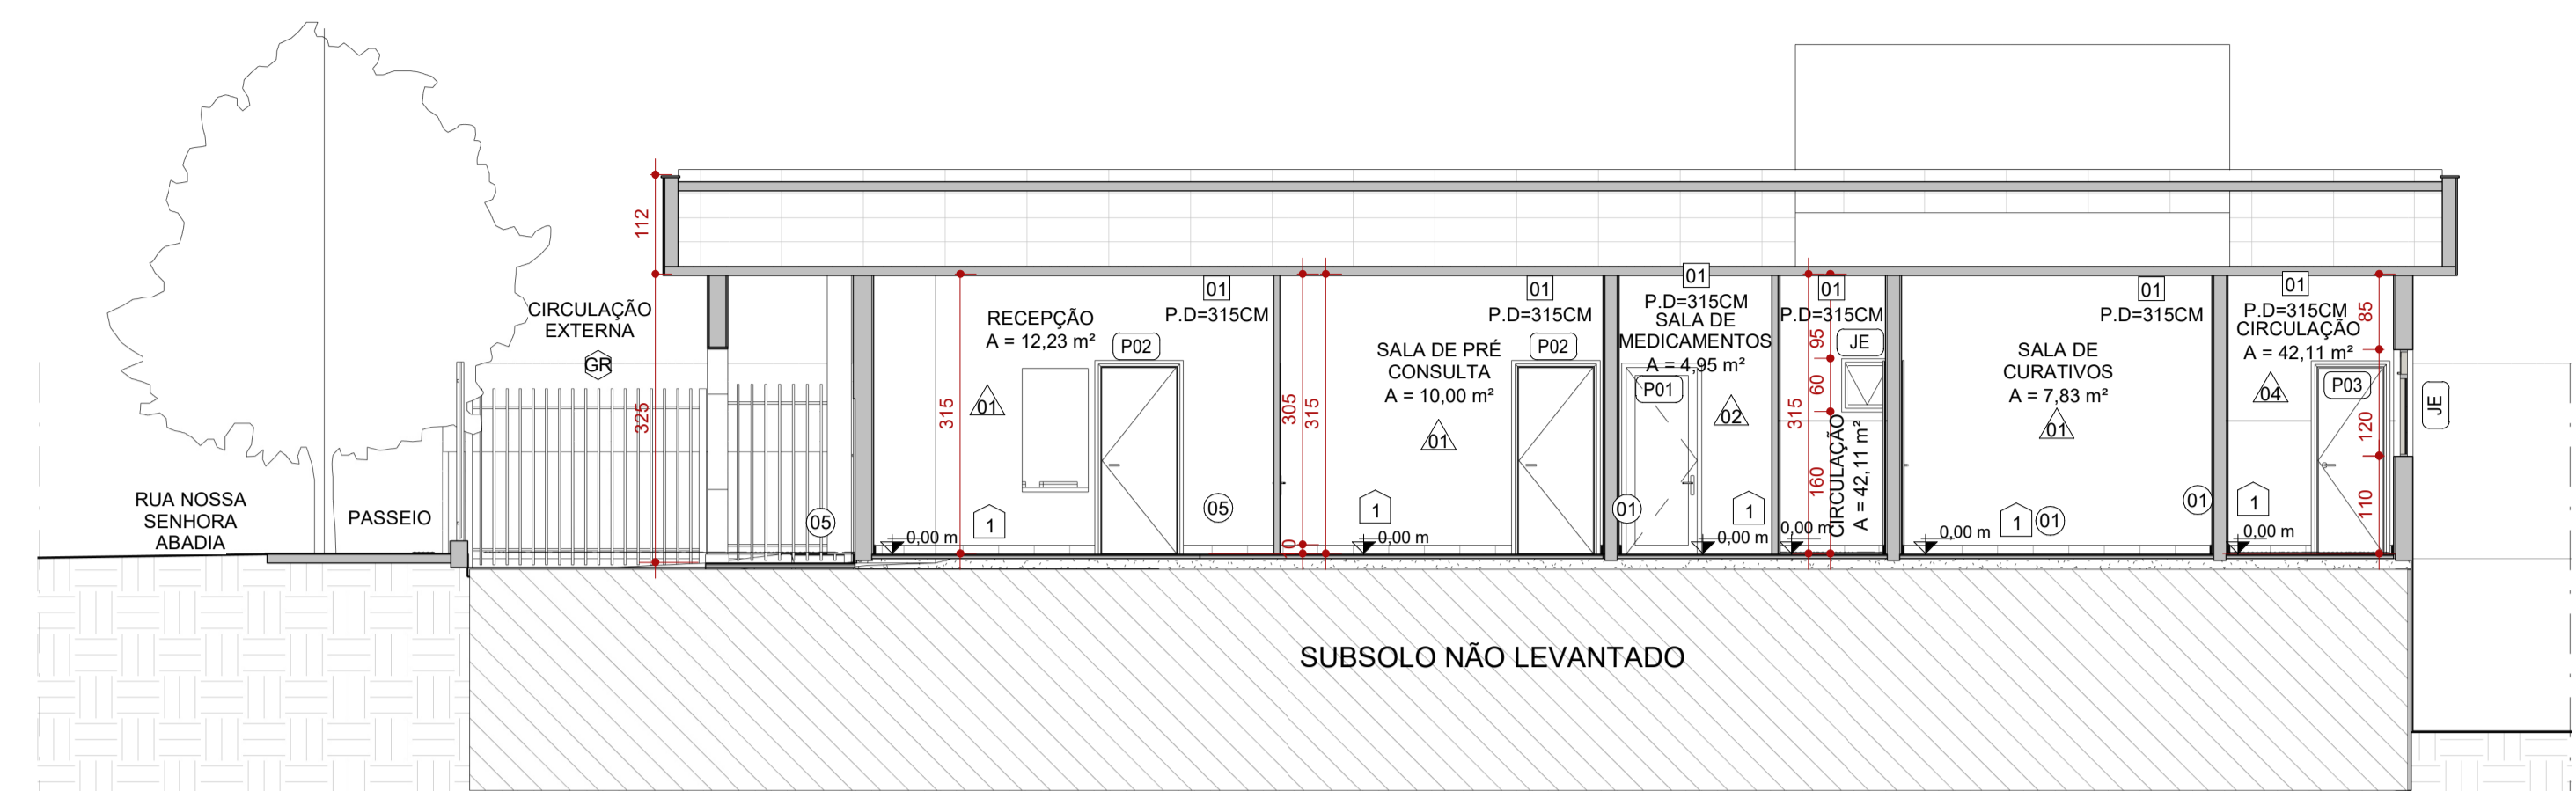 112
325
CIRCULAÇÃO
EXTERNA
GR
RUA NOSSA
SENHORA
ABADIA
PASSEIO
05
RECEPÇÃO
A = 12,23 m²
01
P.D=315CM
P02
315
01
05
1
0,00 m
305
315
10
SALA DE PRÉ
CONSULTA
A = 10,00 m²
01
P.D=315CM
P02
01
1
0,00 m
01
P.D=315CM
SALA DE
MEDICAMENTOS
A = 4,95 m²
P01
02
01
1
0,00 m
01
P.D=315CM
JE
315
95
60
160
CIRCULAÇÃO
A = 42,11 m²
0,00 m
01
P.D=315CM
SALA DE
CURATIVOS
A = 7,83 m²
01
01
1
01
0,00 m
01
P.D=315CM
CIRCULAÇÃO
A = 42,11 m²
04
P03
1
0,00 m
85
120
110
JE
SUBSOLO NÃO LEVANTADO